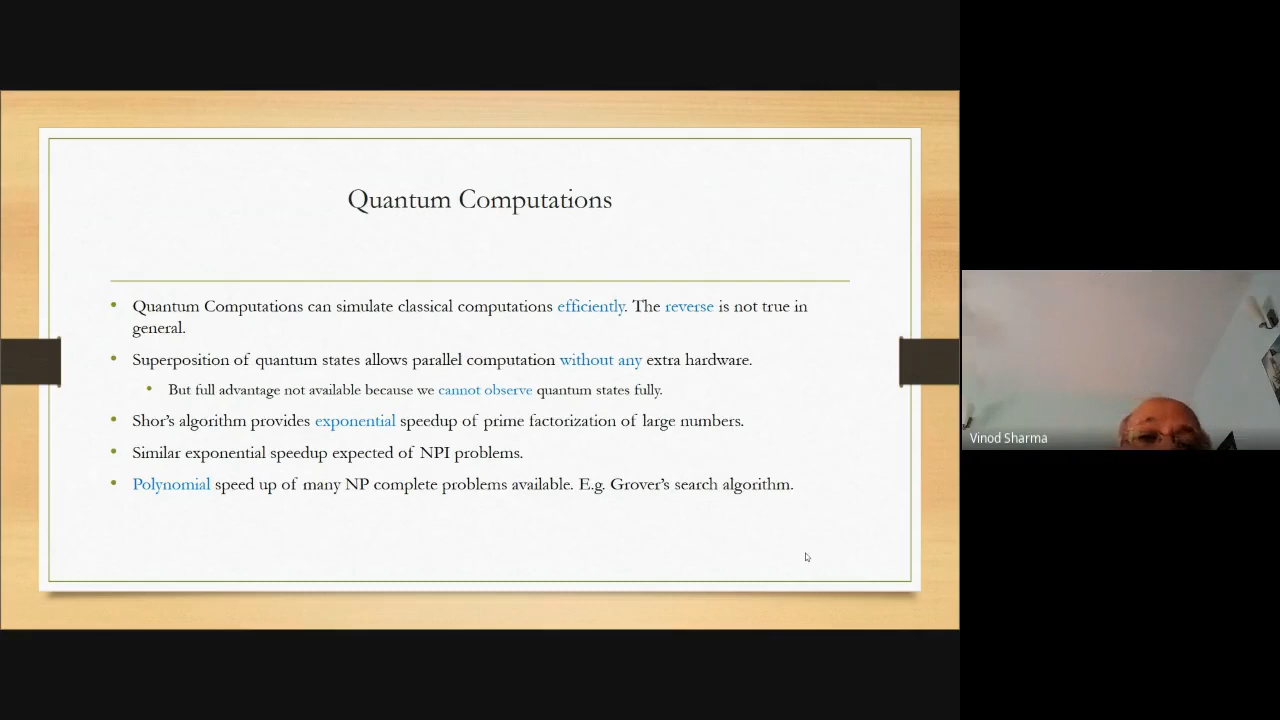 Quantum Computations
• Quantum Computations can simulate classical computations efficiently. The reverse is not true in
general.
• Superposition of quantum states allows parallel computation without any extra hardware.
• But full advantage not available because we cannot observe quantum states fully.
• Shor’s algorithm provides exponential speedup of prime factorization of large numbers.
• Similar exponential speedup expected of NPI problems.
• Polynomial speed up of many NP complete problems available. E.g. Grover’s search algorithm.
Vinod Sharma